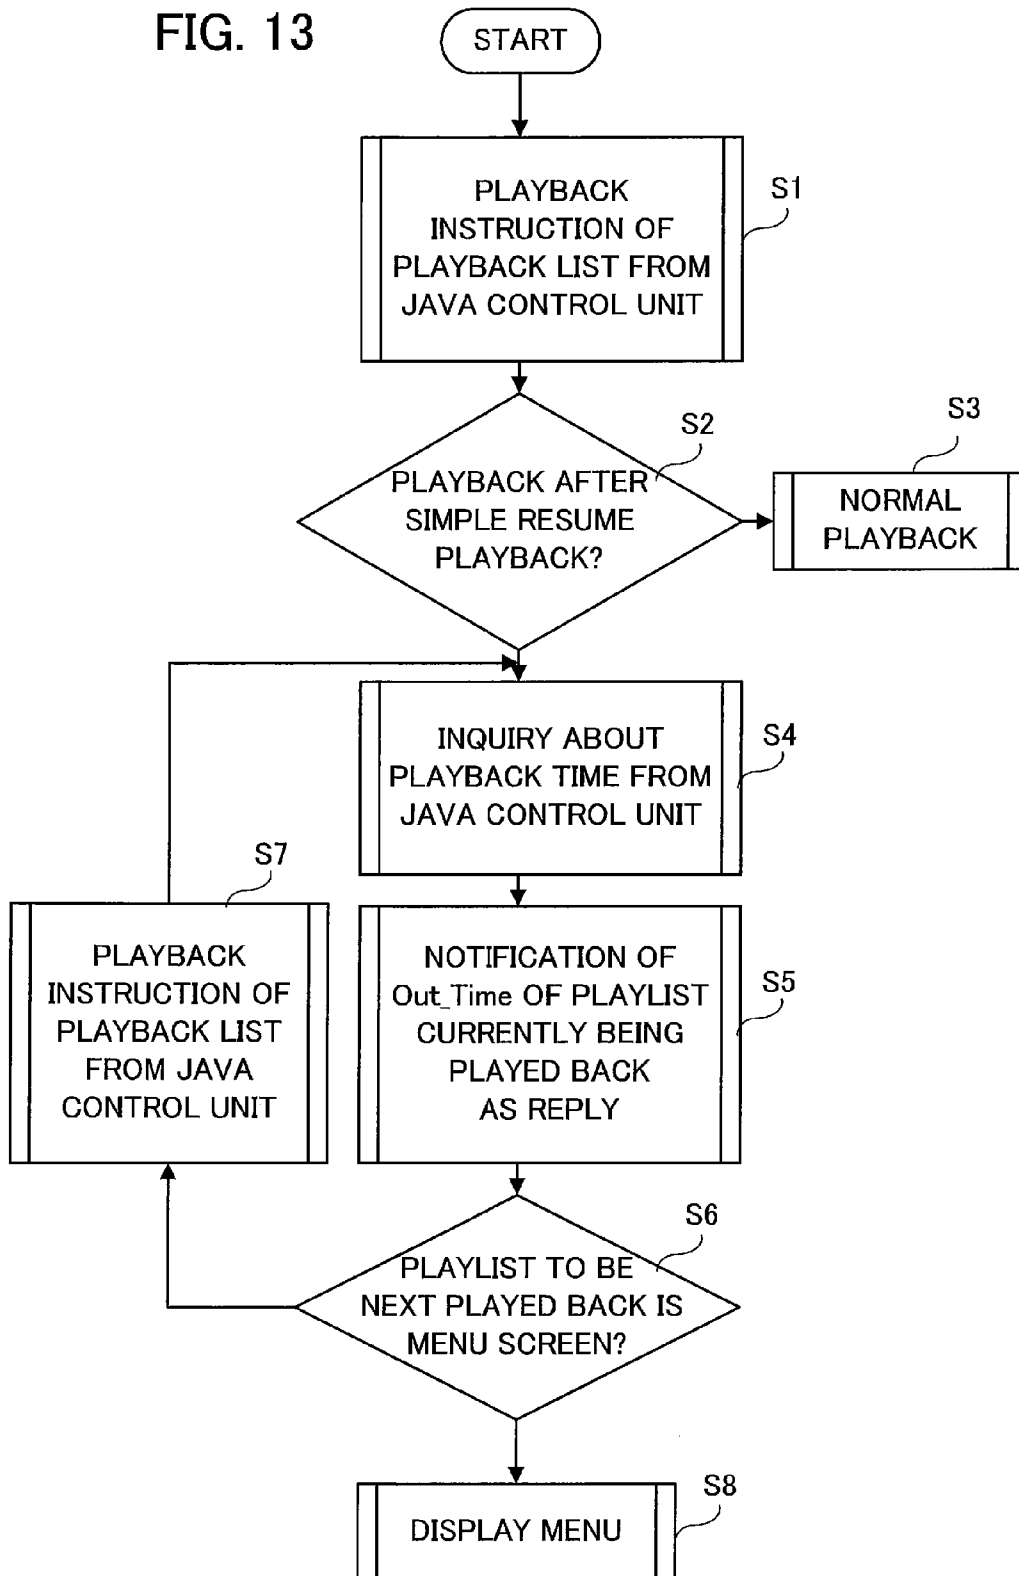 FIG. 13
START
PLAYBACK
INSTRUCTION OF
PLAYBACK LIST FROM
JAVA CONTROL UNIT
S1
PLAYBACK AFTER
SIMPLE RESUME
PLAYBACK?
S2
S3
NORMAL
PLAYBACK
INQUIRY ABOUT
PLAYBACK TIME FROM
JAVA CONTROL UNIT
S4
S7
PLAYBACK
INSTRUCTION OF
PLAYBACK LIST
FROM JAVA
CONTROL UNIT
NOTIFICATION OF
Out_Time OF PLAYLIST
CURRENTLY BEING
PLAYED BACK
AS REPLY
S5
S6
PLAYLIST TO BE
NEXT PLAYED BACK IS
MENU SCREEN?
S8
DISPLAY MENU